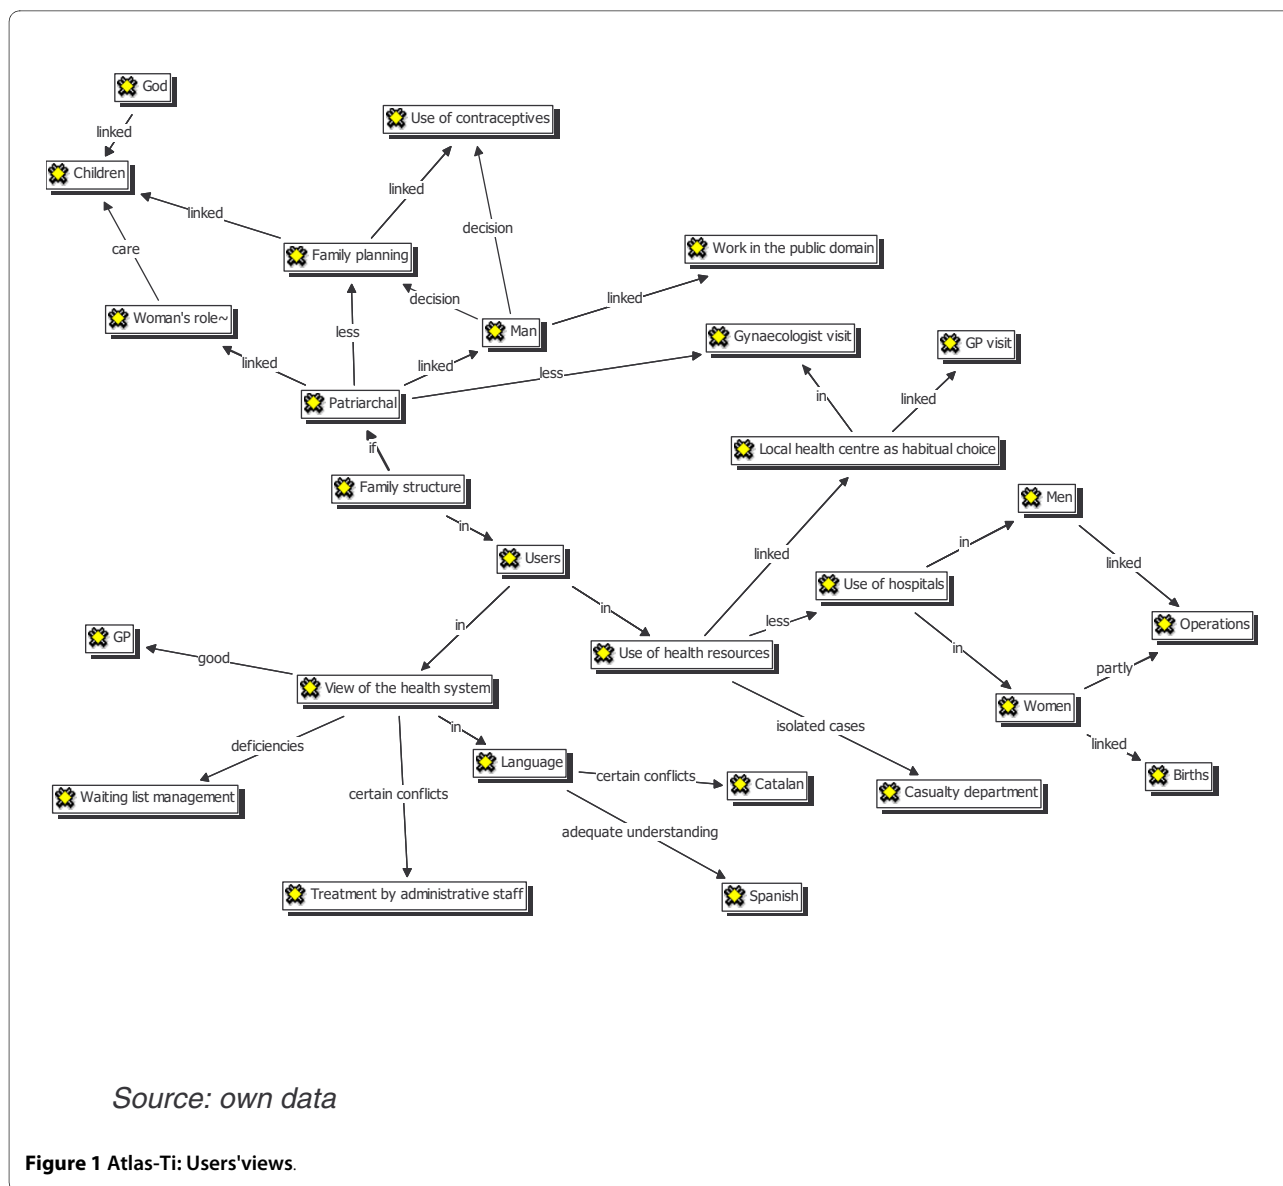 God
Use of contraceptives
linked
Children
linked
linked
care
decision
Work in the public domain
Family planning
decision
linked
Woman's role~
Man
less
Gynaecologist visit
GP visit
linked
linked
less
in
linked
Patriarchal
if
Local health centre as habitual choice
Family structure
Men
in
in
linked
linked
Users
Use of hospitals
in
in
less
Operations
GP
good
Use of health resources
in
partly
View of the health system
Women
in
isolated cases
deficiencies
linked
Language
certain conflicts
Catalan
Births
Waiting list management
certain conflicts
Casualty department
adequate understanding
Treatment by administrative staff
Spanish
Source: own data
Figure 1 Atlas-Ti: Users'views.